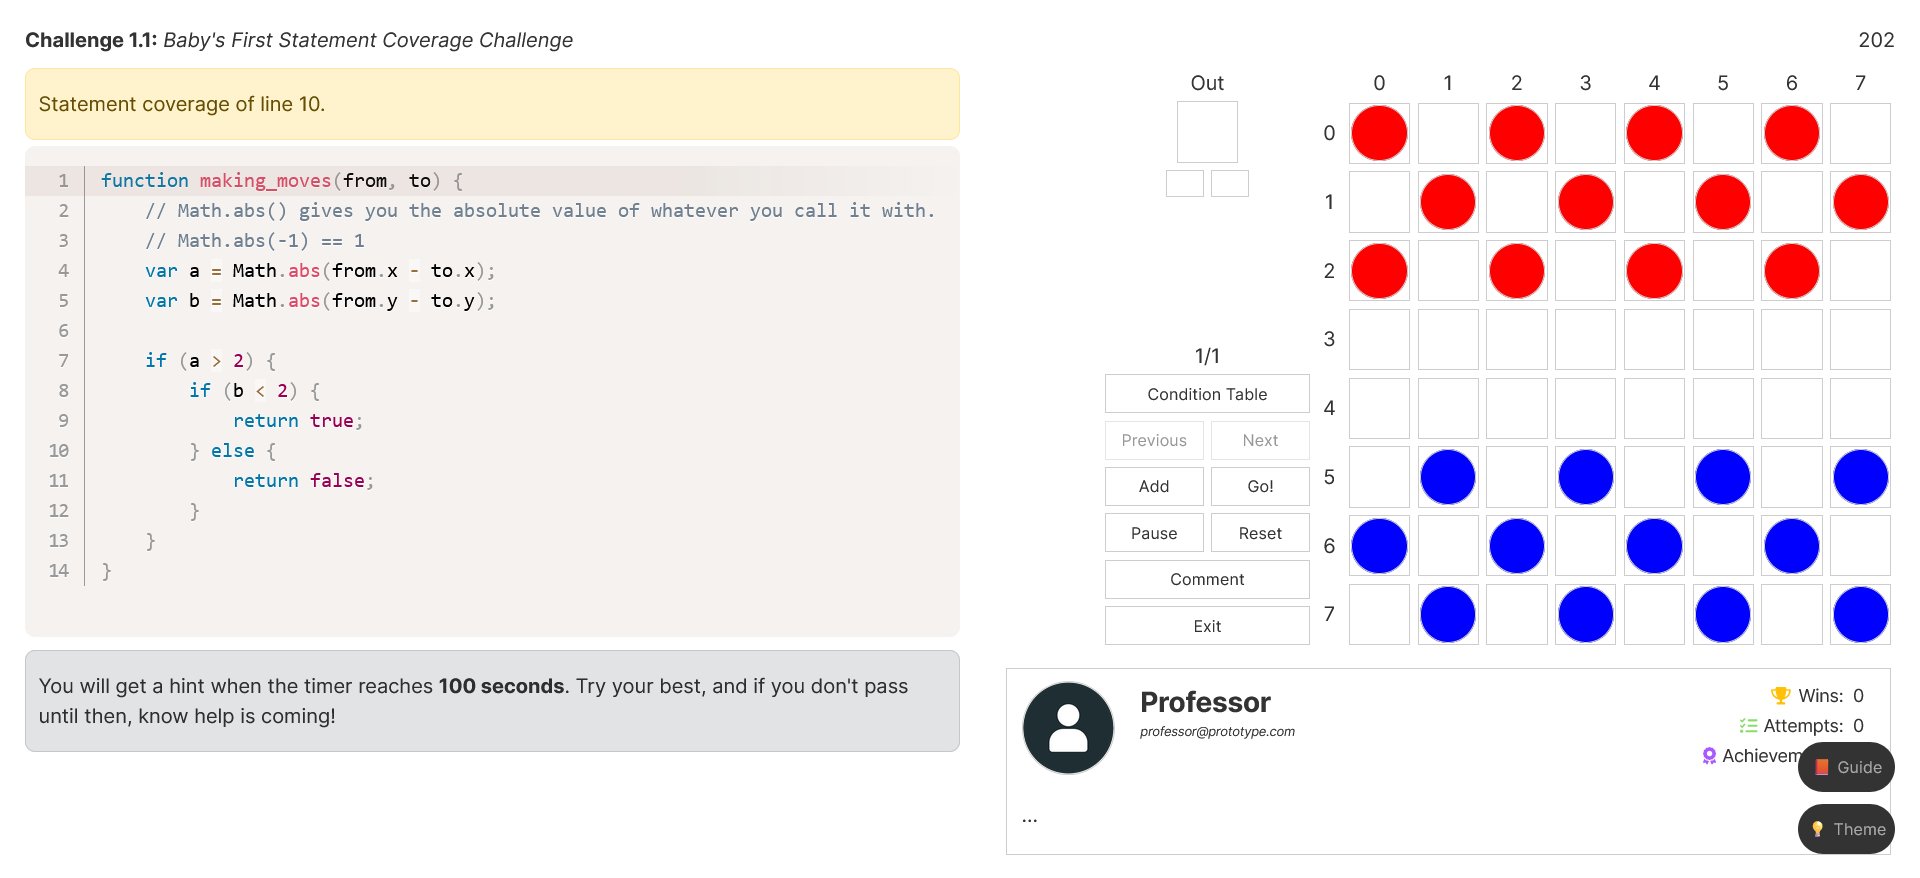 Challenge 1.1: Baby's First Statement Coverage Challenge
202
Statement coverage of line 10.
1 function making_moves(from, to) {
2 // Math.abs() gives you the absolute value of whatever you call it with.
3 // Math.abs(-1) == 1
4 var a = Math.abs(from.x - to.x);
5 var b = Math.abs(from.y - to.y);
6
7 if (a > 2) {
8 if (b < 2) {
9 return true;
10 } else {
11 return false;
12 }
13 }
14 }
You will get a hint when the timer reaches 100 seconds. Try your best, and if you don't pass
until then, know help is coming!
Out
1/1
Condition Table
Previous Next
Add Go!
Pause Reset
Comment
Exit
0 1 2 3 4 5 6 7
0
1
2
3
4
5
6
7
Professor
professor@prototype.com
Wins: 0
Attempts: 0
Achievem
...
Guide
Theme